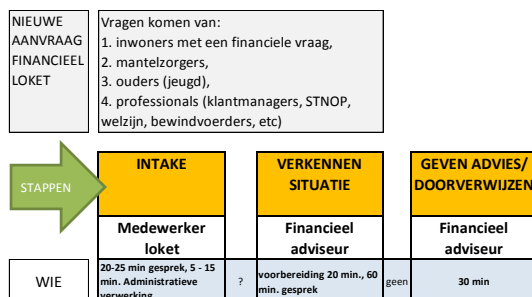 NIEUWE
AANVRAAG
FINANCIEEL
LOKET
Vragen komen van:
1. inwoners met een financiele vraag,
2. mantelzorgers,
3. ouders (jeugd),
4. professionals (klantmanagers, STNOP,
welzijn, bewindvoerders, etc)
STAPPEN
INTAKE
VERKENNEN
SITUATIE
GEVEN ADVIES/
DOORVERWIJZEN
Medewerker
loket
Financieel
adviseur
Financieel
adviseur
WIE
20-25 min gesprek, 5 - 15
min. Administratieve
verwerking
?
voorbereiding 20 min., 60
min. gesprek
geen
30 min